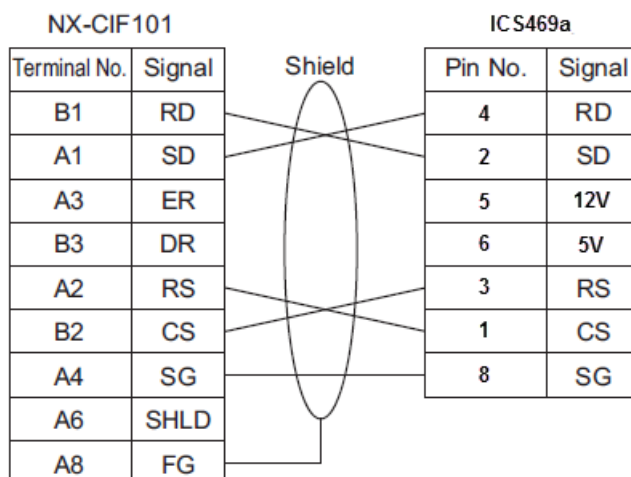 NX-CIF101 ICS469a
Terminal No. Signal Shield Pin No. Signal
B1 RD 4 RD
A1 SD 2 SD
A3 ER 5 12V
B3 DR 6 5V
A2 RS 3 RS
B2 CS 1 CS
A4 SG 8 SG
A6 SHLD
A8 FG